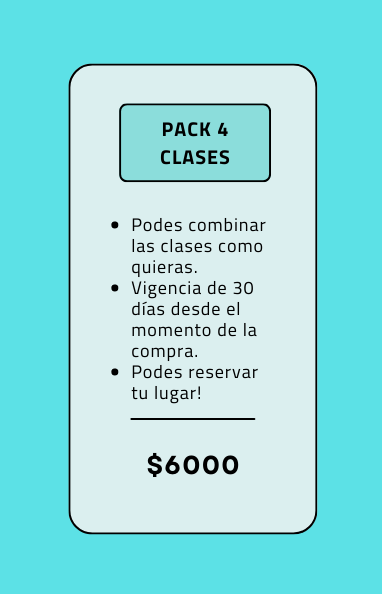 PACK 4
CLASES
• Podes combinar
las clases como
quieras.
• Vigencia de 30
días desde el
momento de la
compra.
• Podes reservar
tu lugar!
$6000